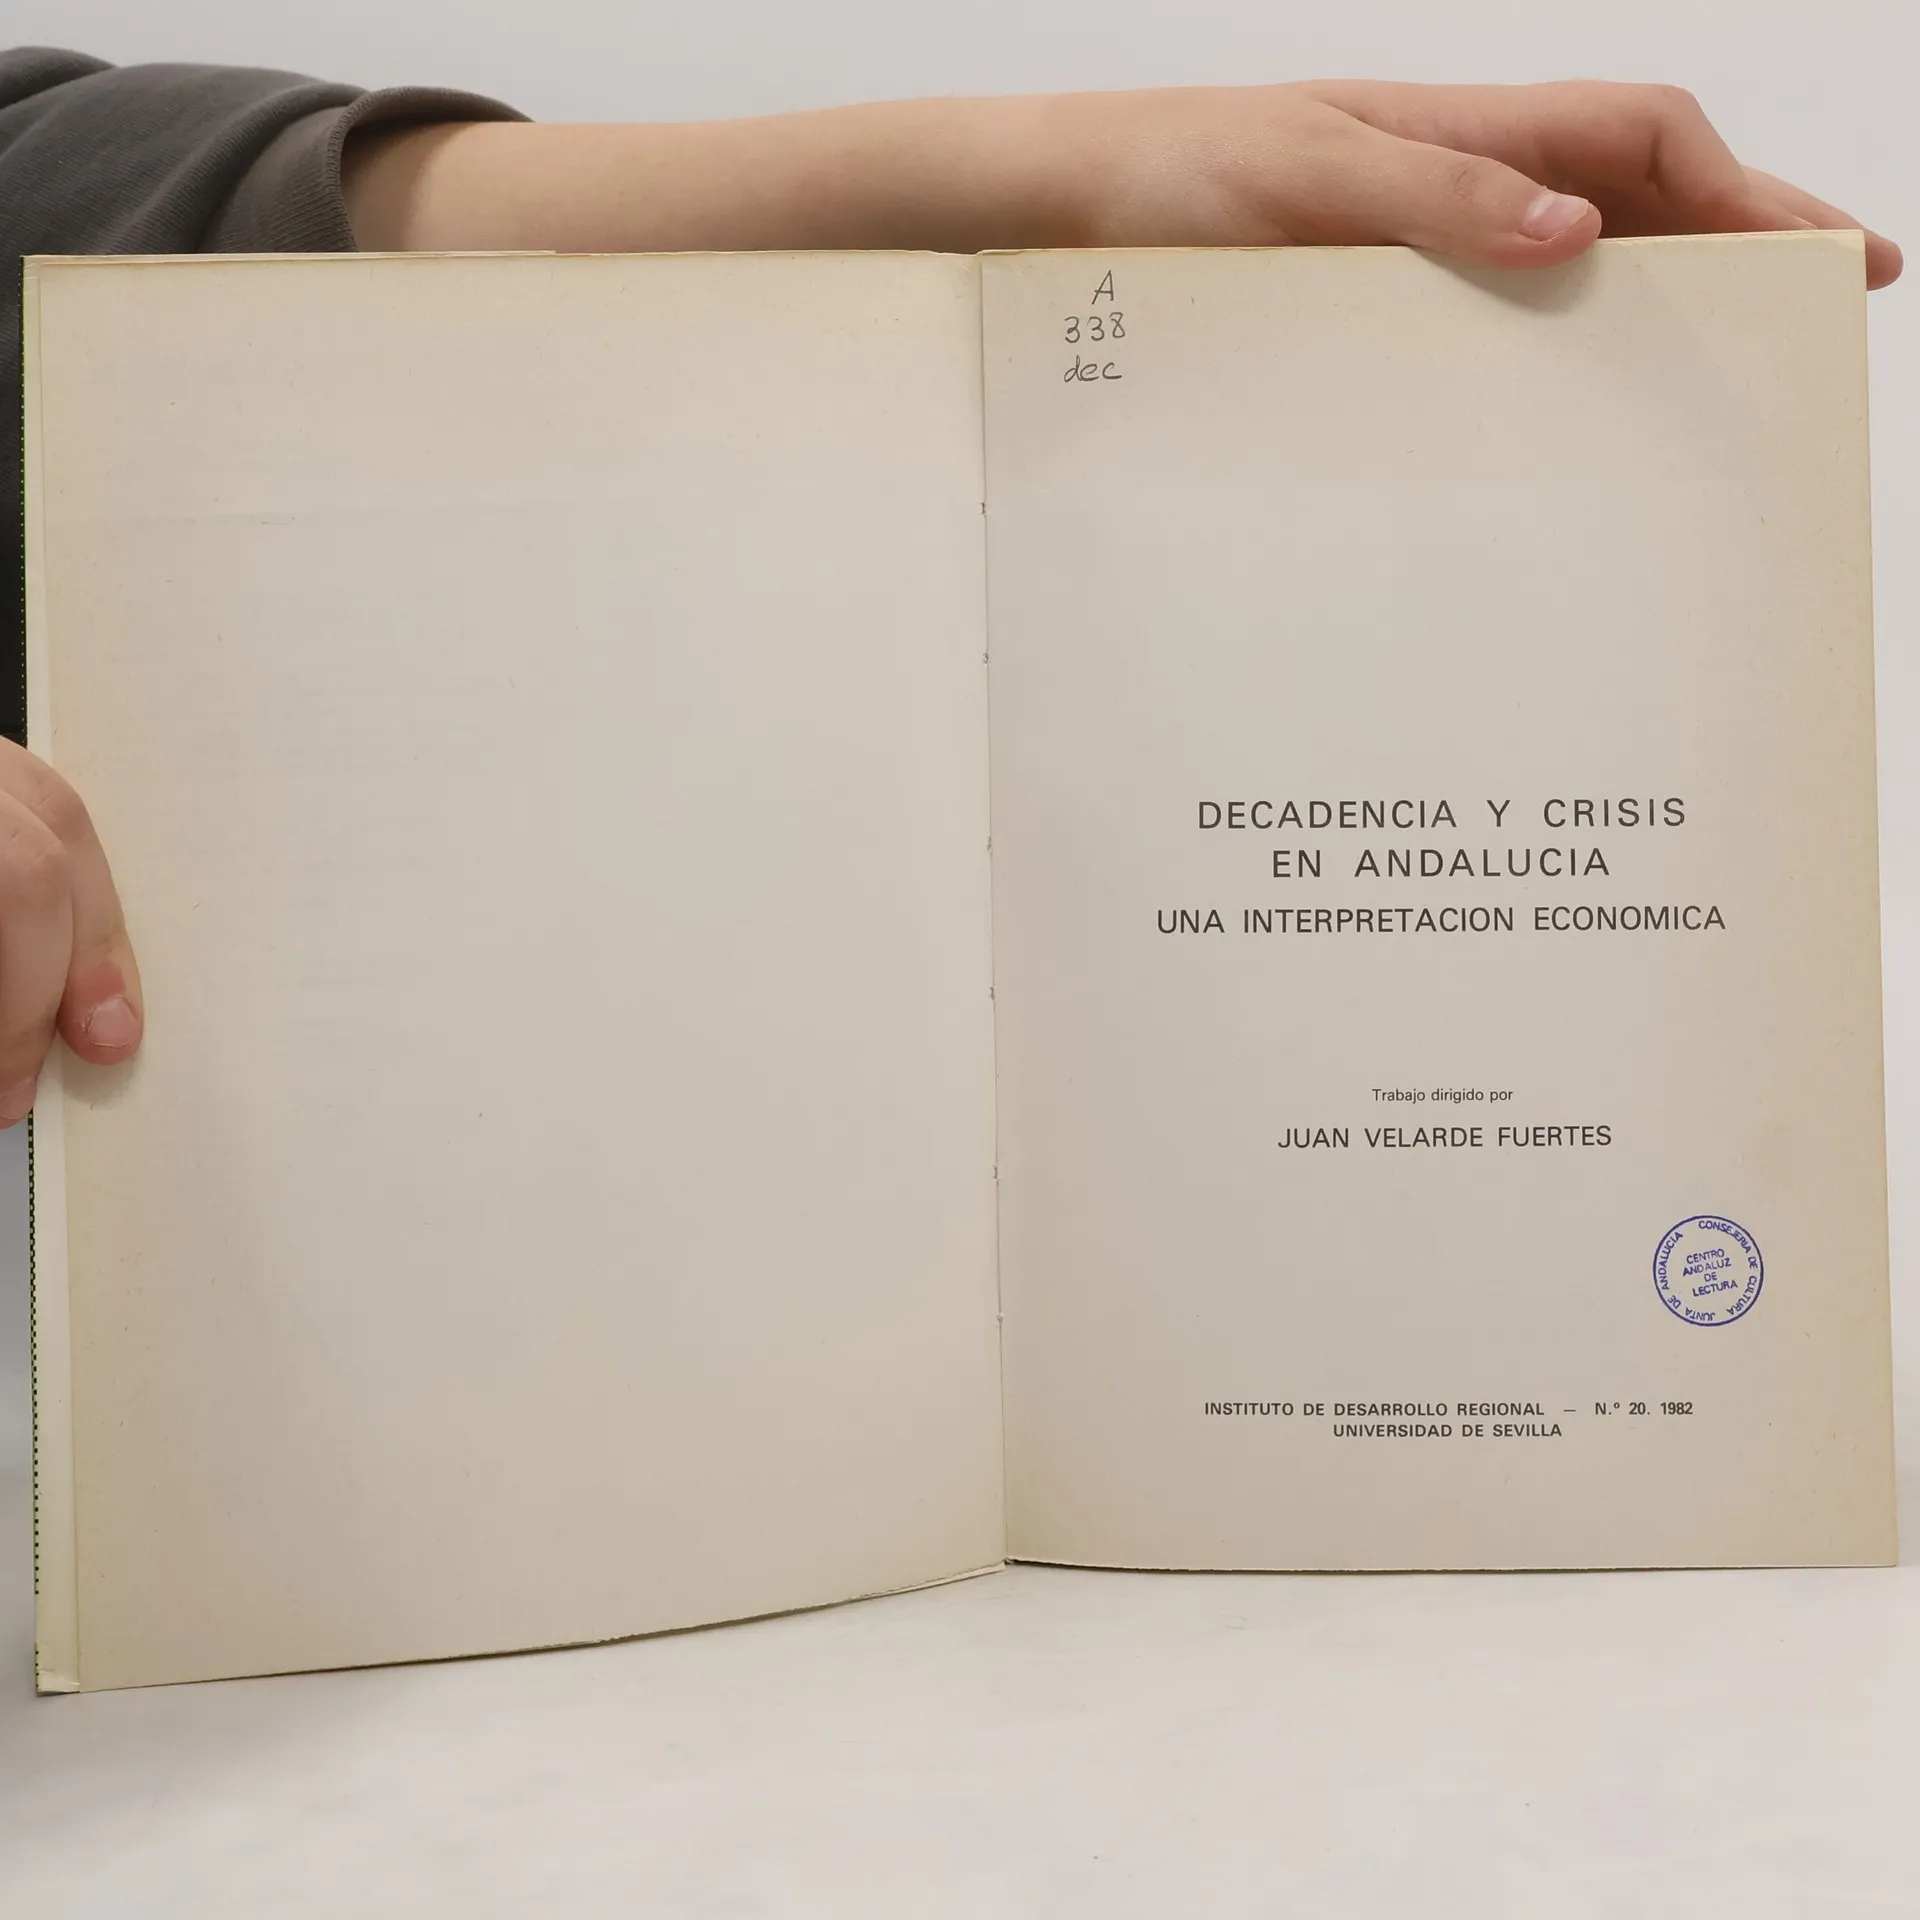 A
338
dec
DECADENCIA Y CRISIS
EN ANDALUCIA
UNA INTERPRETACION ECONOMICA
Trabajo dirigido por
JUAN VELARDE FUERTES
JUNTA DE ANDALUCIA CONSEJERIA DE CULTURA
CENTRO
ANDALUZ
DE
LECTURA
INSTITUTO DE DESARROLLO REGIONAL — N.º 20. 1982
UNIVERSIDAD DE SEVILLA